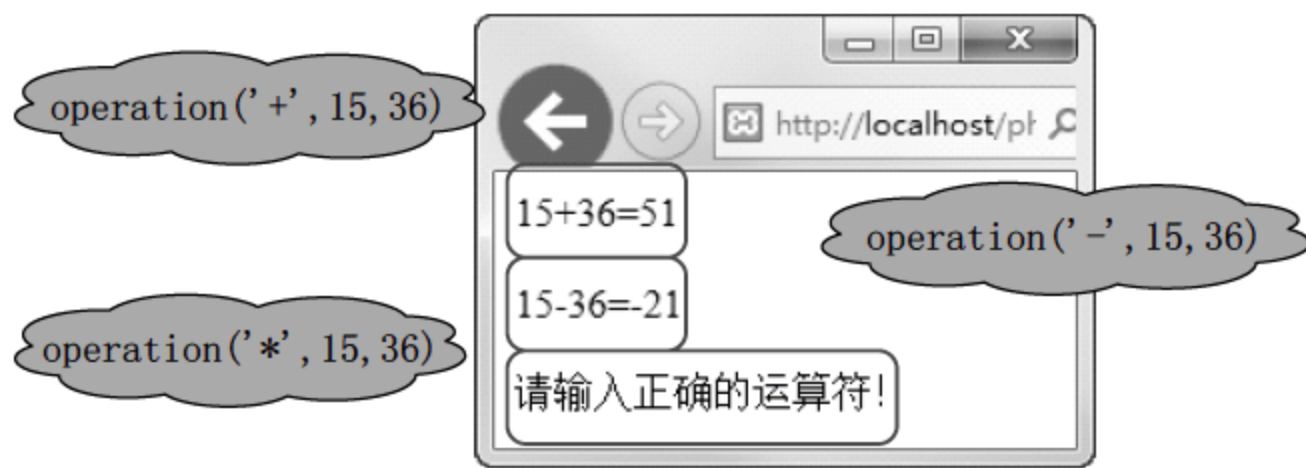 operation('+',15,36)
http://localhost/ph
15+36=51
operation('-',15,36)
15-36=-21
operation('*',15,36)
请输入正确的运算符!